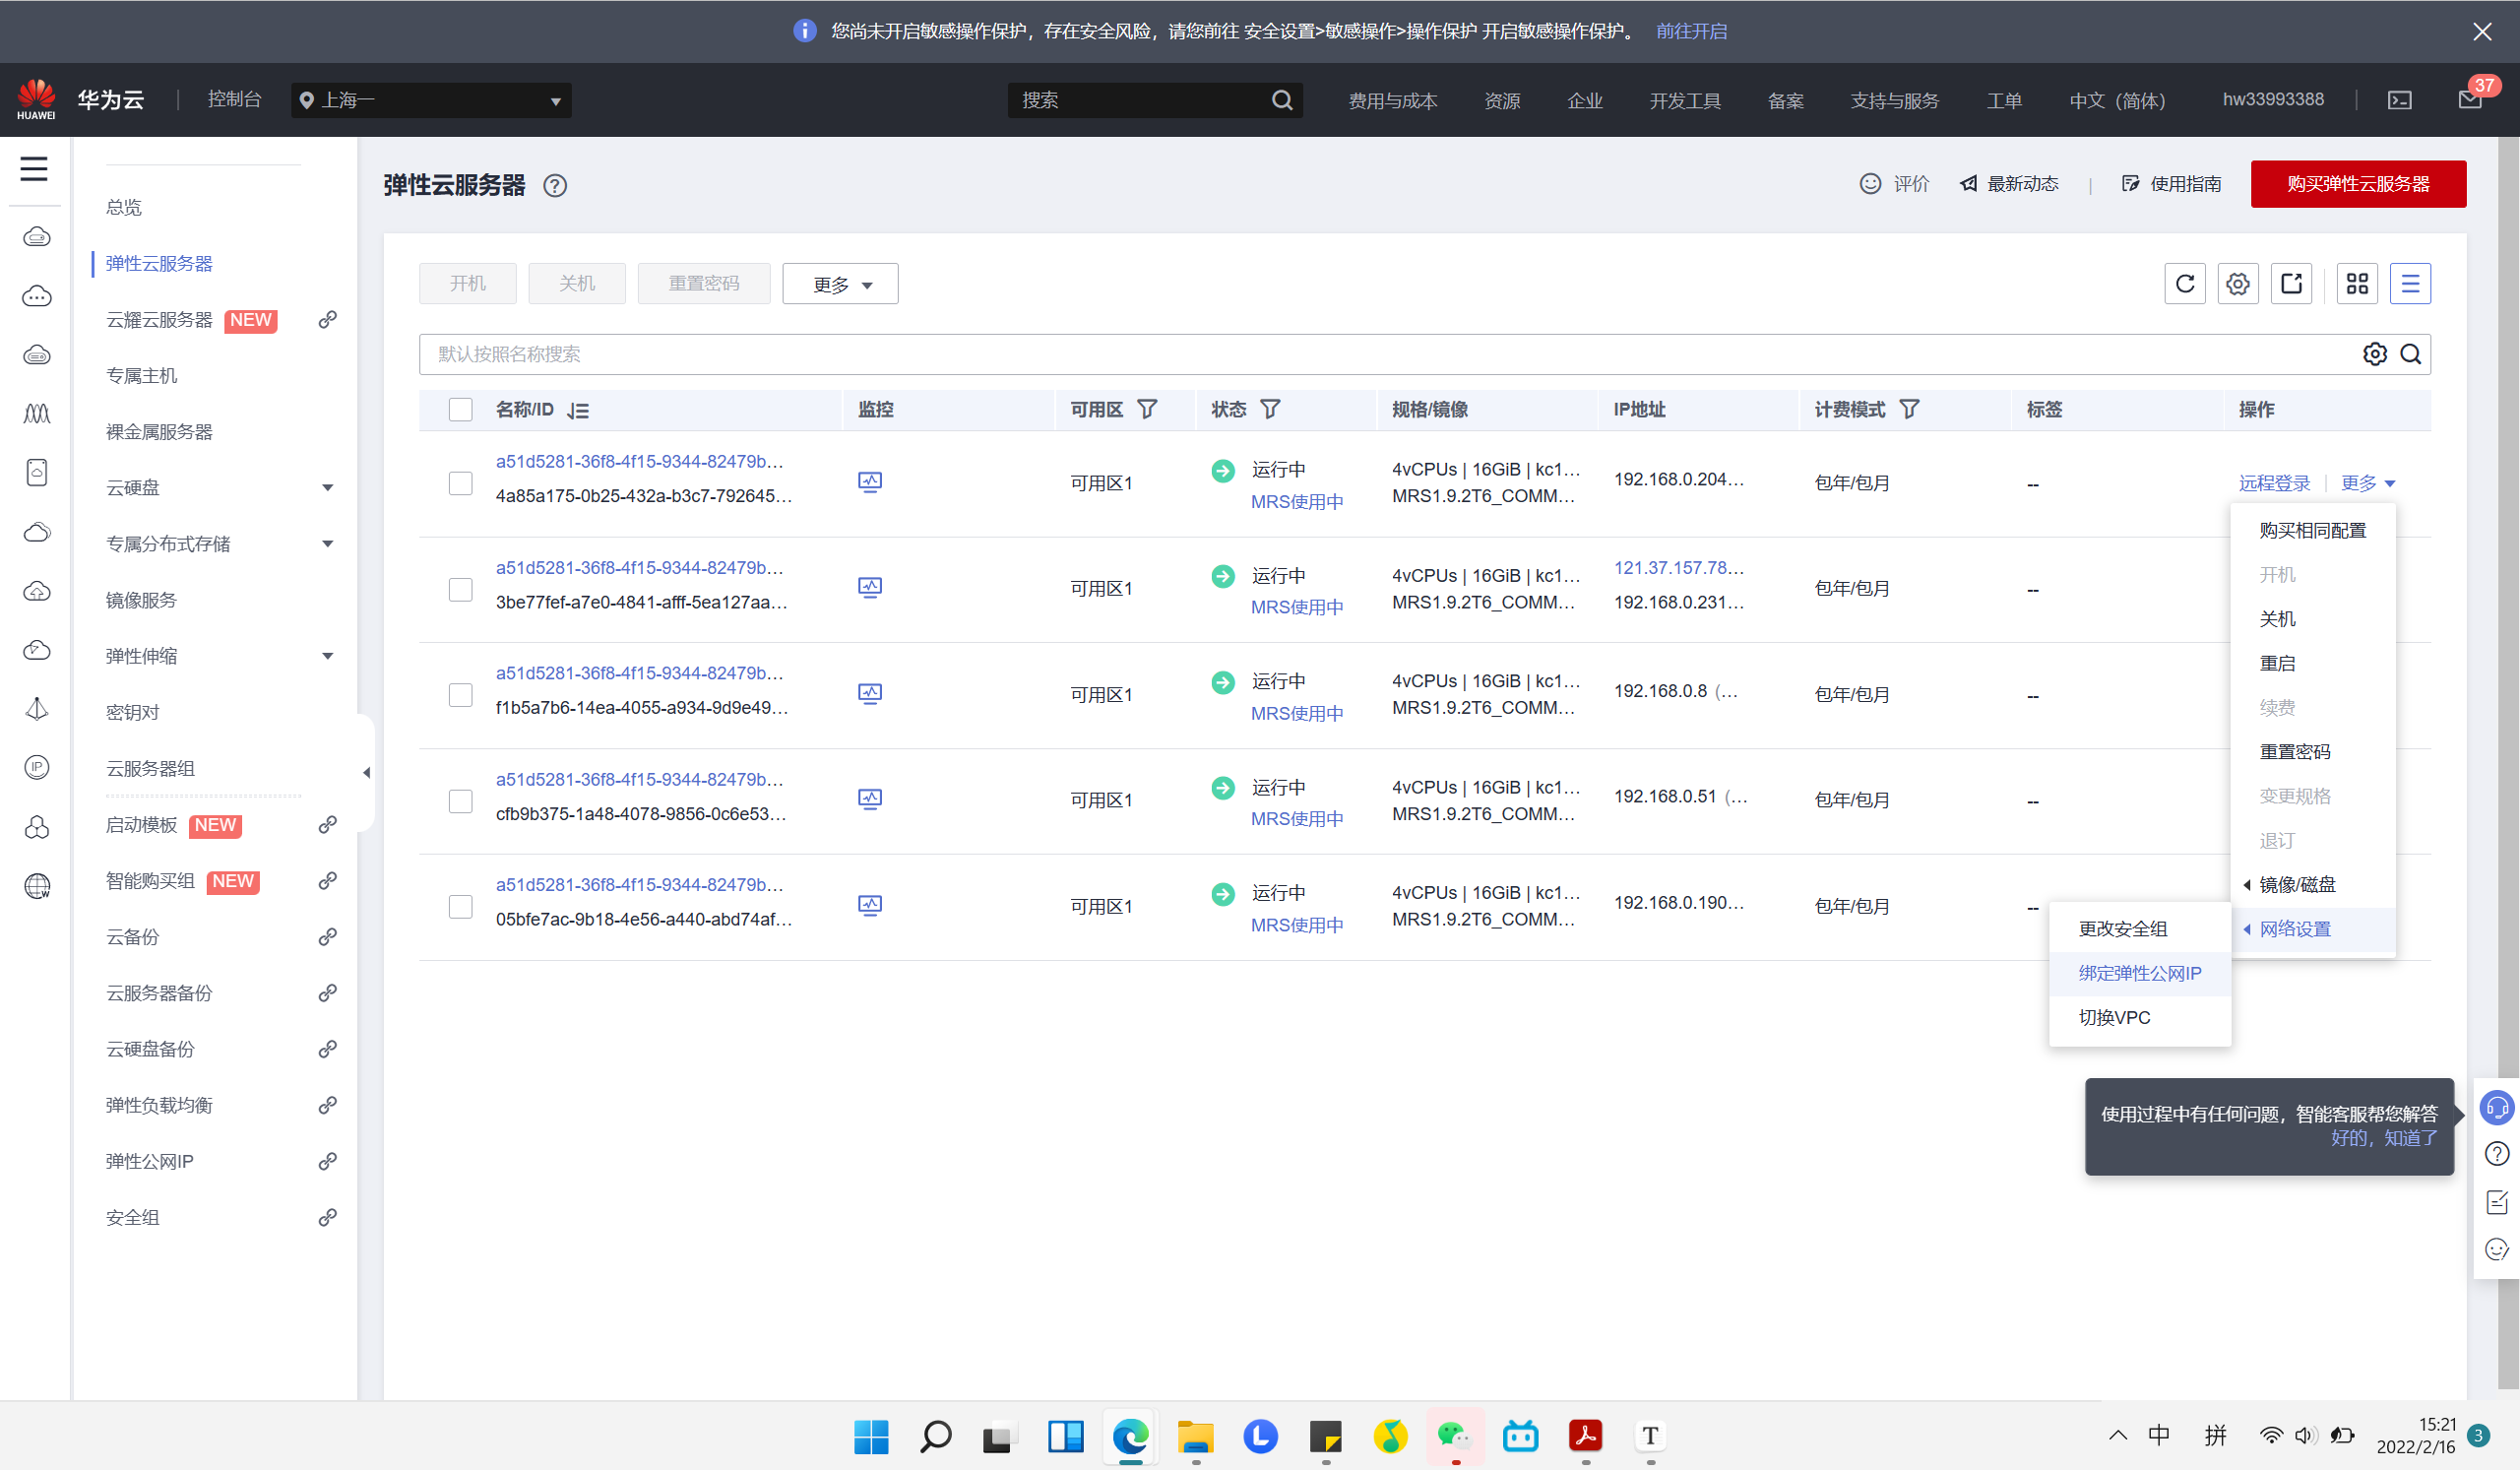 您尚未开启敏感操作保护，存在安全风险，请您前往 安全设置>敏感操作>操作保护 开启敏感操作保护。 前往开启
HUAWEI 华为云 控制台 上海一 搜索 费用与成本 资源 企业 开发工具 备案 支持与服务 工单 中文（简体） hw33993388 37
总览
弹性云服务器
云耀云服务器 NEW
专属主机
裸金属服务器
云硬盘
专属分布式存储
镜像服务
弹性伸缩
密钥对
云服务器组
启动模板 NEW
智能购买组 NEW
云备份
云服务器备份
云硬盘备份
弹性负载均衡
弹性公网IP
安全组
IP
W
弹性云服务器 评价 最新动态 使用指南 购买弹性云服务器
开机 关机 重置密码 更多
默认按照名称搜索
名称/ID 监控 可用区 状态 规格/镜像 IP地址 计费模式 标签 操作
a51d5281-36f8-4f15-9344-82479b... 运行中 4vCPUs | 16GiB | kc1...
4a85a175-0b25-432a-b3c7-792645... 可用区1 MRS使用中 MRS1.9.2T6_COMM... 192.168.0.204... 包年/包月 -- 远程登录 更多
a51d5281-36f8-4f15-9344-82479b... 运行中 4vCPUs | 16GiB | kc1... 121.37.157.78...
3be77fef-a7e0-4841-afff-5ea127aa... 可用区1 MRS使用中 MRS1.9.2T6_COMM... 192.168.0.231... 包年/包月 --
a51d5281-36f8-4f15-9344-82479b... 运行中 4vCPUs | 16GiB | kc1...
f1b5a7b6-14ea-4055-a934-9d9e49... 可用区1 MRS使用中 MRS1.9.2T6_COMM... 192.168.0.8 (... 包年/包月 --
a51d5281-36f8-4f15-9344-82479b... 运行中 4vCPUs | 16GiB | kc1...
cfb9b375-1a48-4078-9856-0c6e53... 可用区1 MRS使用中 MRS1.9.2T6_COMM... 192.168.0.51 (... 包年/包月 --
a51d5281-36f8-4f15-9344-82479b... 运行中 4vCPUs | 16GiB | kc1...
05bfe7ac-9b18-4e56-a440-abd74af... 可用区1 MRS使用中 MRS1.9.2T6_COMM... 192.168.0.190... 包年/包月 --
购买相同配置
开机
关机
重启
续费
重置密码
变更规格
退订
镜像/磁盘
网络设置
更改安全组
绑定弹性公网IP
切换VPC
使用过程中有任何问题，智能客服帮您解答
好的，知道了
L
T
中 拼
15:21
2022/2/16 3